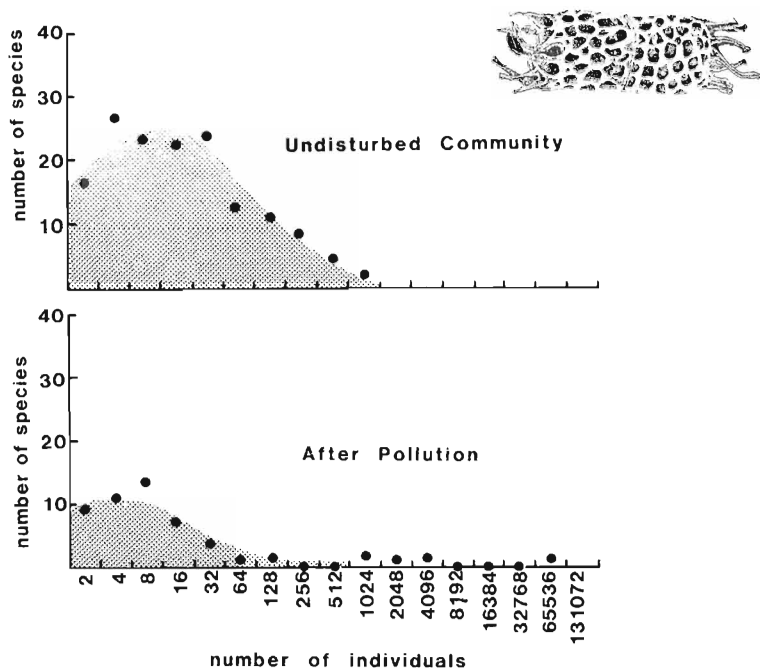 40
30
20
10
number of species
Undisturbed Community
40
30
20
10
number of species
After Pollution
2 4 8 16 32 64 128 256 512 1024 2048 4096 8192 16384 32768 65536 131072
number of individuals